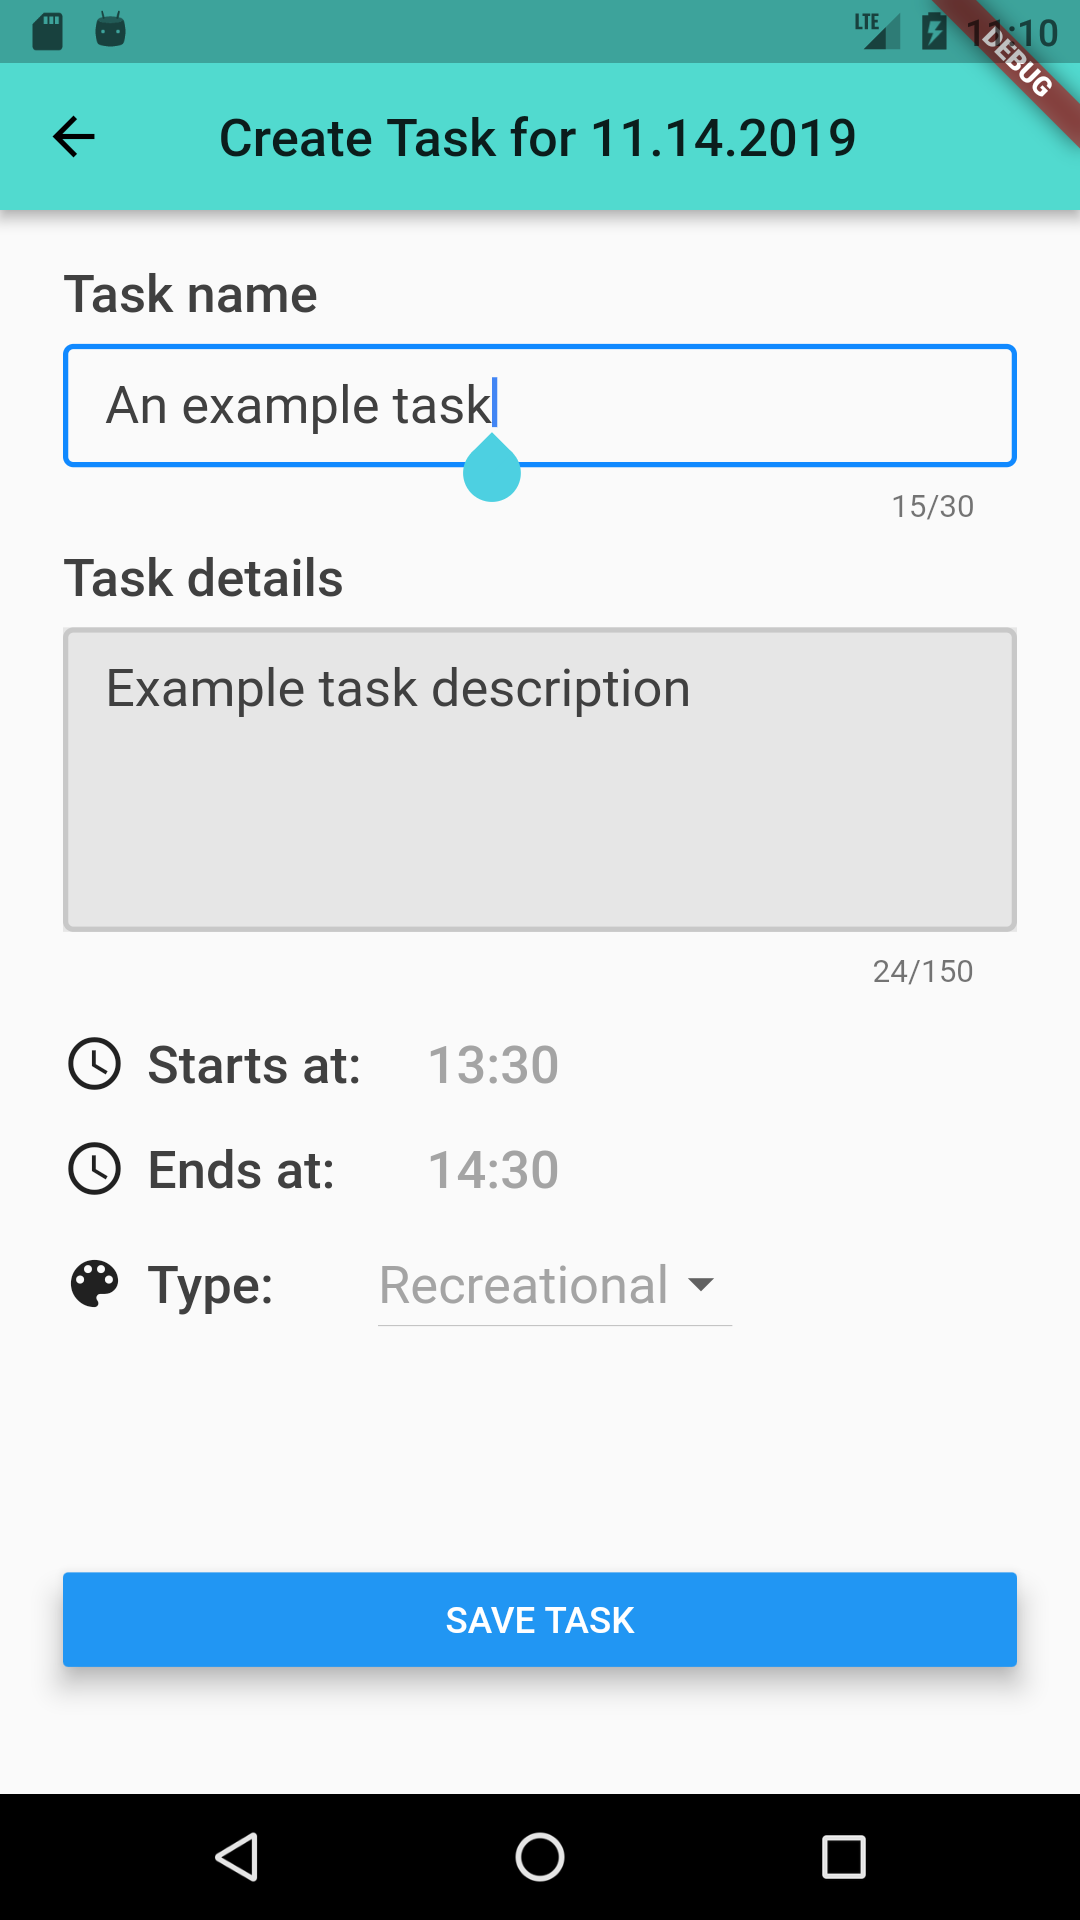 LTE 11:10
DEBUG
Create Task for 11.14.2019
Task name
An example task
15/30
Task details
Example task description
24/150
Starts at: 13:30
Ends at: 14:30
Type: Recreational
SAVE TASK